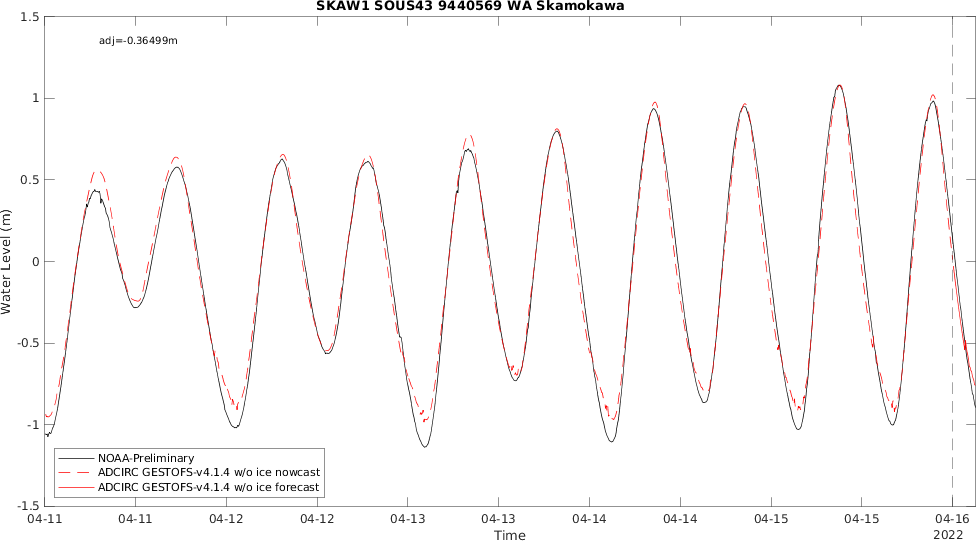 SKAW1 SOUS43 9440569 WA Skamokawa
adj=-0.36499m
1.5
1
0.5
0
-0.5
-1
-1.5
Water Level (m)
NOAA-Preliminary
ADCIRC GESTOFS-v4.1.4 w/o ice nowcast
ADCIRC GESTOFS-v4.1.4 w/o ice forecast
04-11 04-11 04-12 04-12 04-13 04-13 04-14 04-14 04-15 04-15 04-16
Time
2022